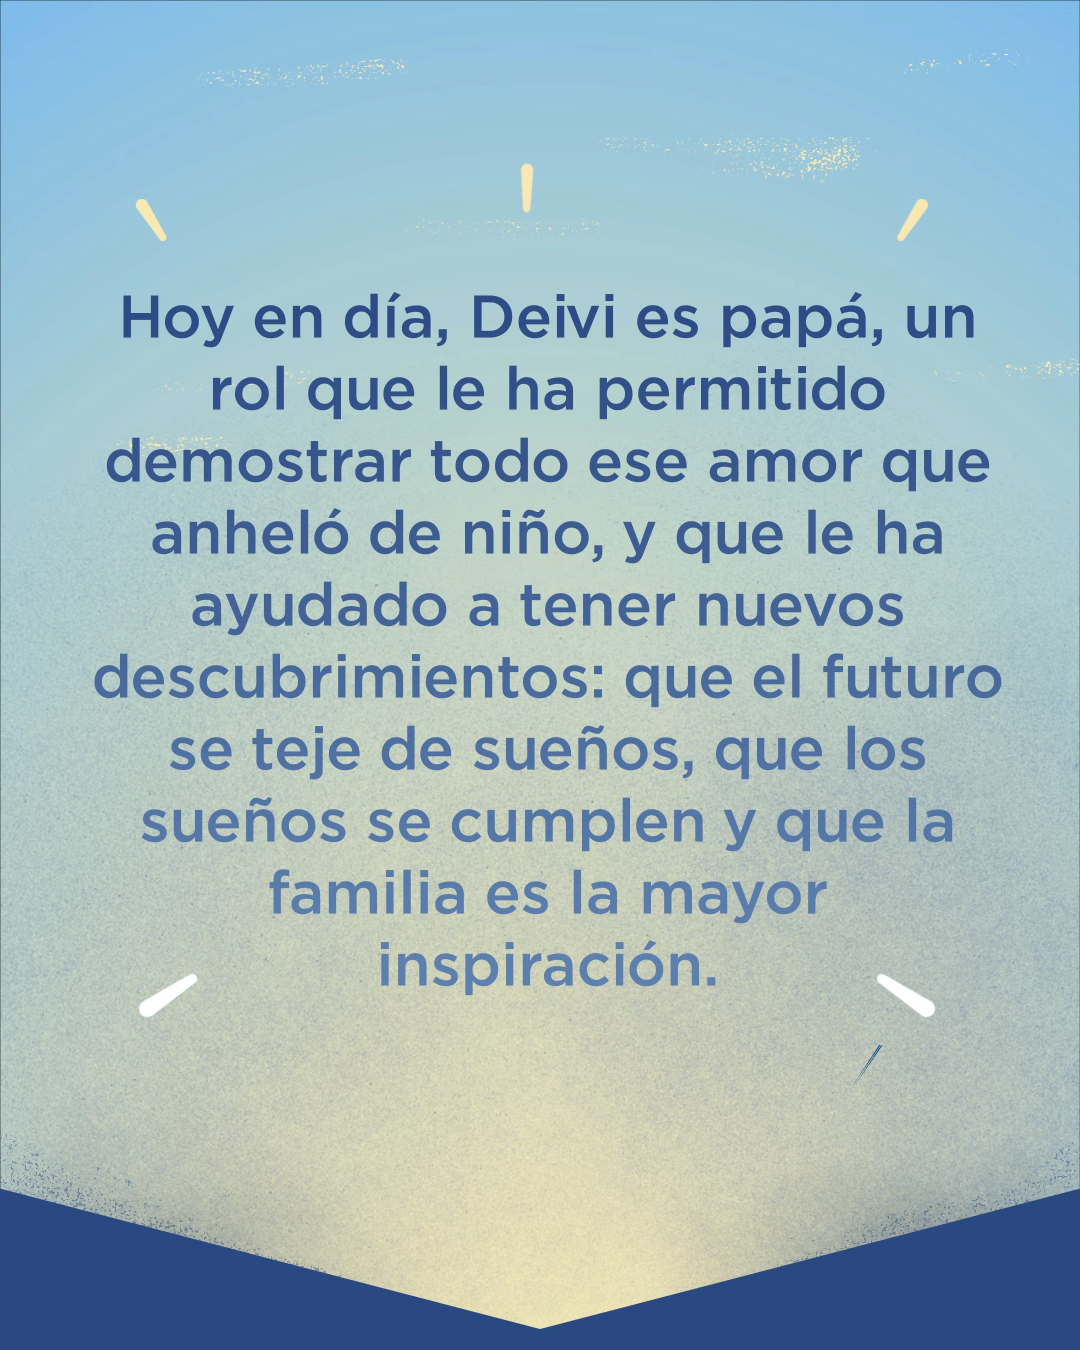 Hoy en día, Deivi es papá, un
rol que le ha permitido
demostrar todo ese amor que
anheló de niño, y que le ha
ayudado a tener nuevos
descubrimientos: que el futuro
se teje de sueños, que los
sueños se cumplen y que la
familia es la mayor
inspiración.